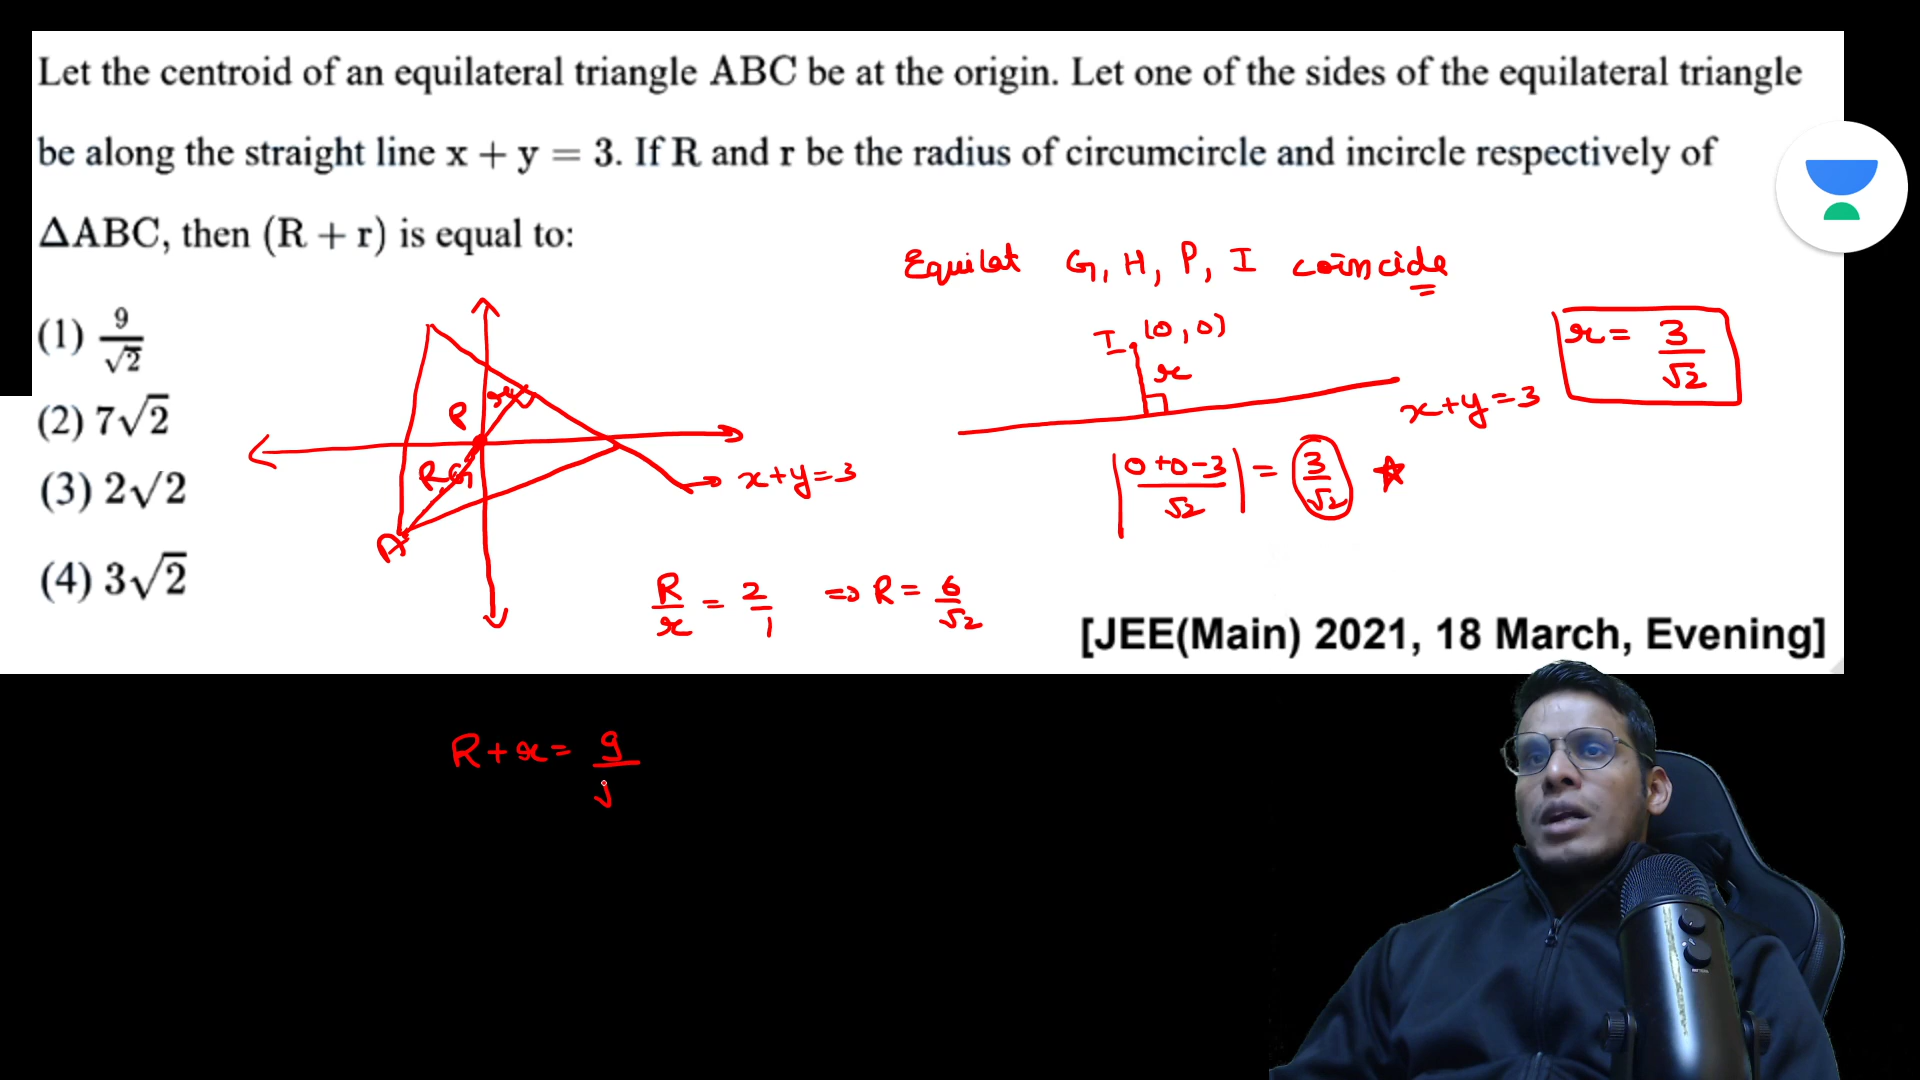 Let the centroid of an equilateral triangle ABC be at the origin. Let one of the sides of the equilateral triangle
be along the straight line x + y = 3. If R and r be the radius of circumcircle and incircle respectively of
ΔABC, then (R + r) is equal to:
Equilat G, H, P, I coincide
(1) 9/√2
I (0, 0)
r
r = 3/√2
x+y=3
(2) 7√2
P
r
R
G
x+y=3
|0+0-3/√2| = 3/√2
(3) 2√2
A
(4) 3√2
R/r = 2/1 ⇒ R = 6/√2
[JEE(Main) 2021, 18 March, Evening]
R+r= 9/